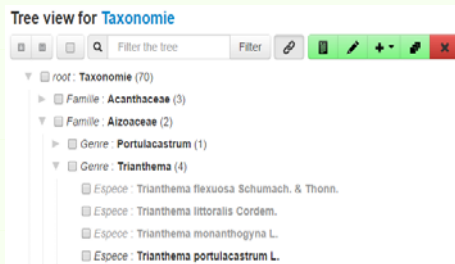 Tree view for Taxonomie
Filter the tree Filter
root : Taxonomie (70)
Famille : Acanthaceae (3)
Famille : Aizoaceae (2)
Genre : Portulacastrum (1)
Genre : Trianthema (4)
Espece : Trianthema flexuosa Schumach. & Thonn.
Espece : Trianthema littoralis Cordem.
Espece : Trianthema monanthogyna L.
Espece : Trianthema portulacastrum L.